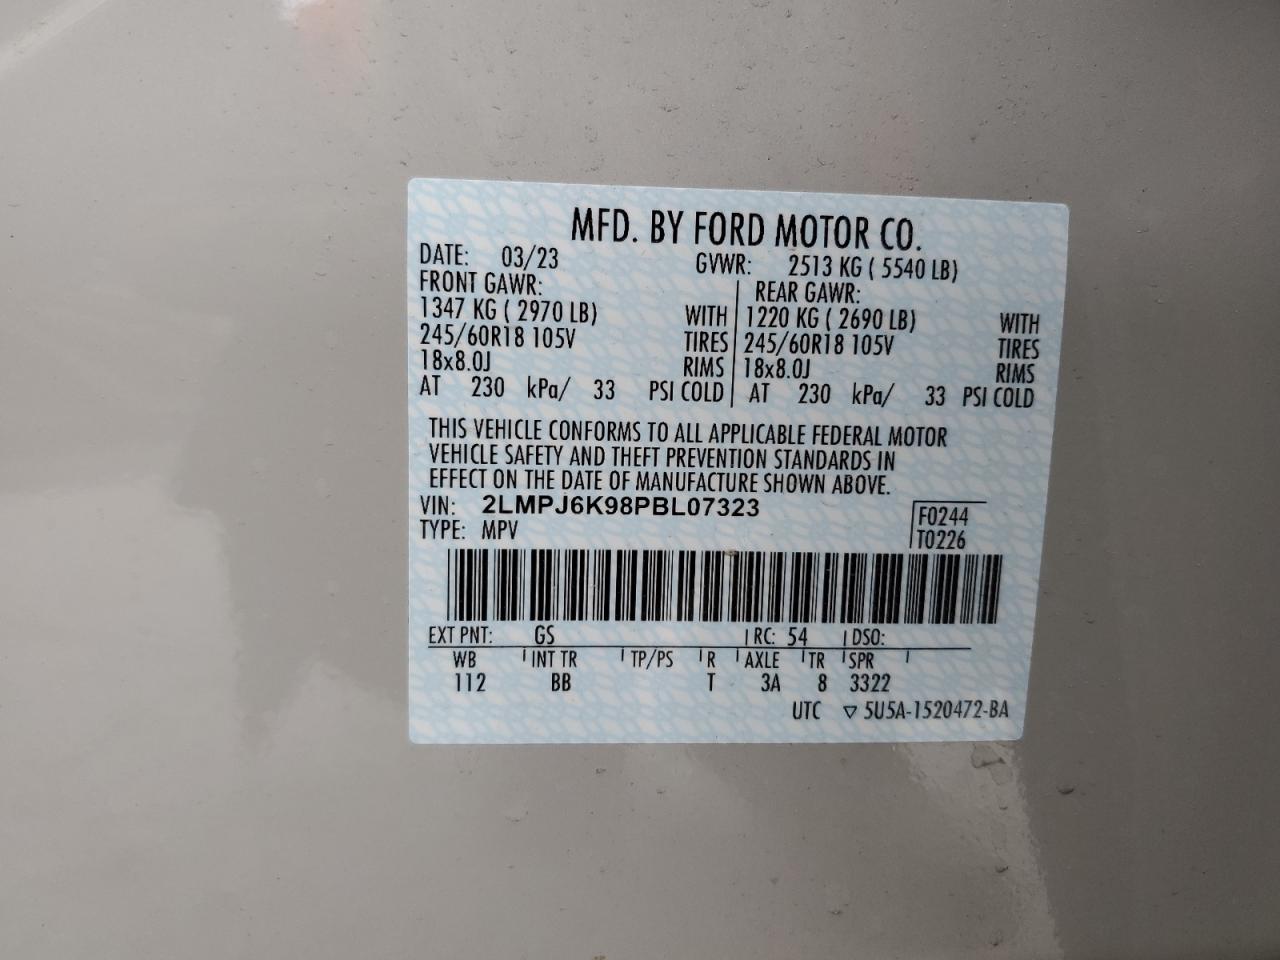 MFD. BY FORD MOTOR CO.
DATE: 03/23 GVWR: 2513 KG ( 5540 LB)
FRONT GAWR: REAR GAWR:
1347 KG ( 2970 LB) WITH 1220 KG ( 2690 LB) WITH
245/60R18 105V TIRES 245/60R18 105V TIRES
18x8.0J RIMS 18x8.0J RIMS
AT 230 kPa/ 33 PSI COLD AT 230 kPa/ 33 PSI COLD
THIS VEHICLE CONFORMS TO ALL APPLICABLE FEDERAL MOTOR
VEHICLE SAFETY AND THEFT PREVENTION STANDARDS IN
EFFECT ON THE DATE OF MANUFACTURE SHOWN ABOVE.
VIN: 2LMPJ6K98PBL07323 F0244
TYPE: MPV T0226
EXT PNT: GS RC: 54 DSO:
WB INT TR TP/PS R AXLE TR SPR
112 BB T 3A 8 3322
UTC ▽ 5U5A-1520472-BA